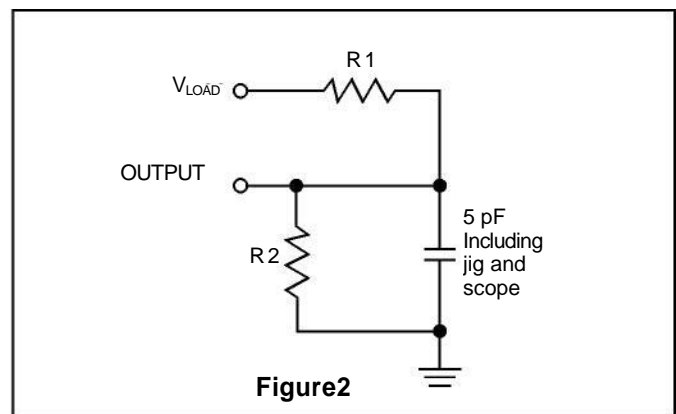 R1
VLOAD
OUTPUT
5 pF
Including
jig and
scope
R2
Figure2